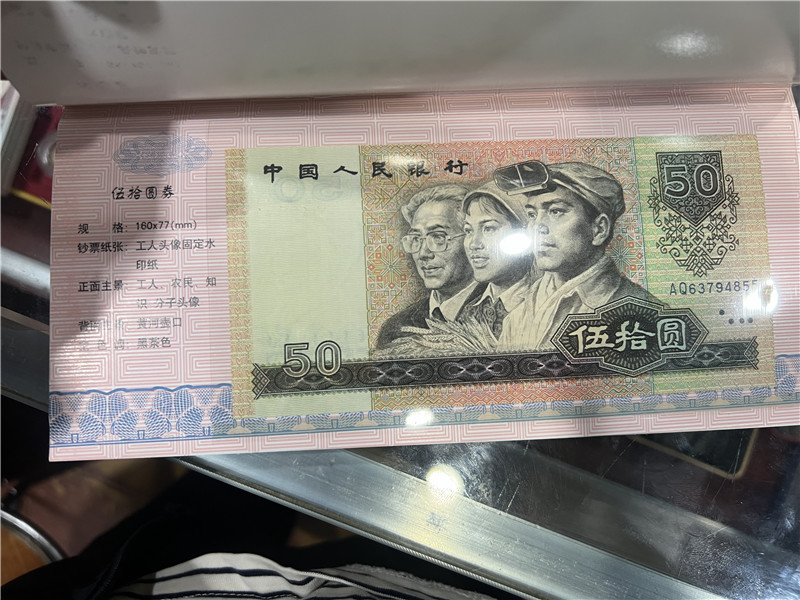 伍拾圆券
规 格: 160x77(mm)
钞票纸张: 工人头像固定水
印纸
正面主景: 工人、农民、知
识 分子头像
黄河壶口
黑茶色
中国人民银行
50
AQ6379485
伍拾圆
50